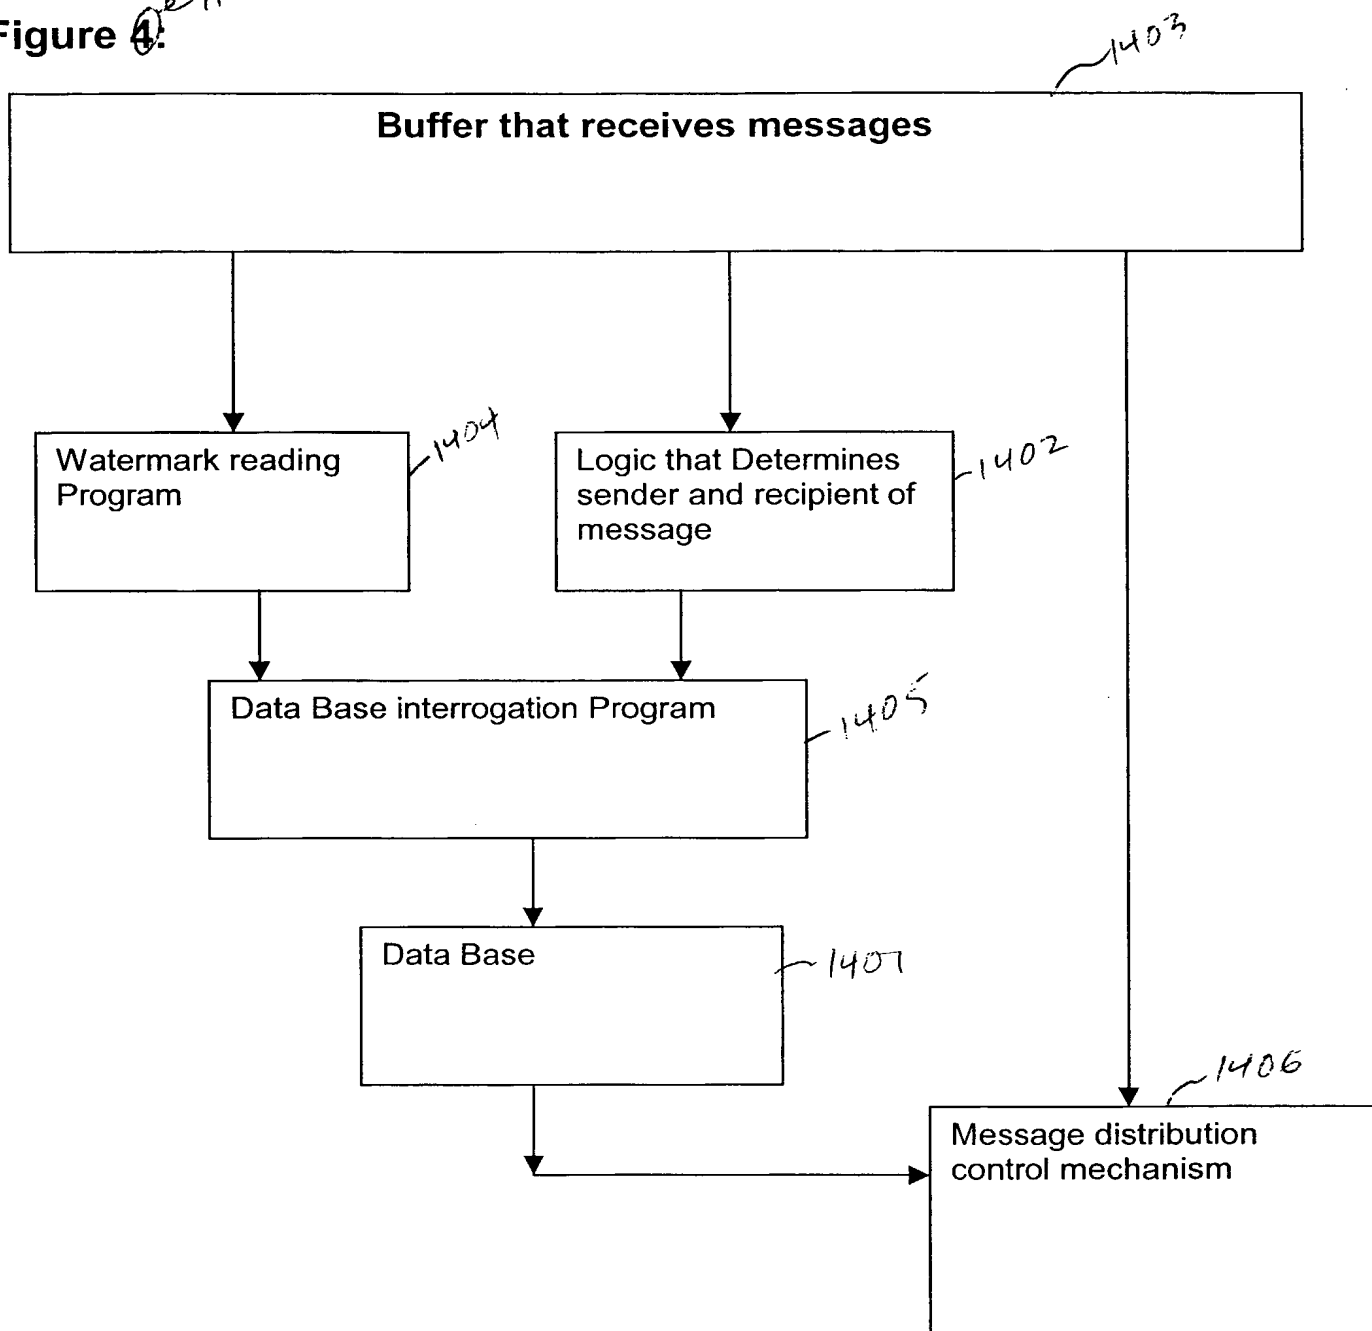 Figure 4:
1403
Buffer that receives messages
Watermark reading
Program
1404
Logic that Determines
sender and recipient of
message
1402
Data Base interrogation Program
1405
Data Base
1407
1406
Message distribution
control mechanism